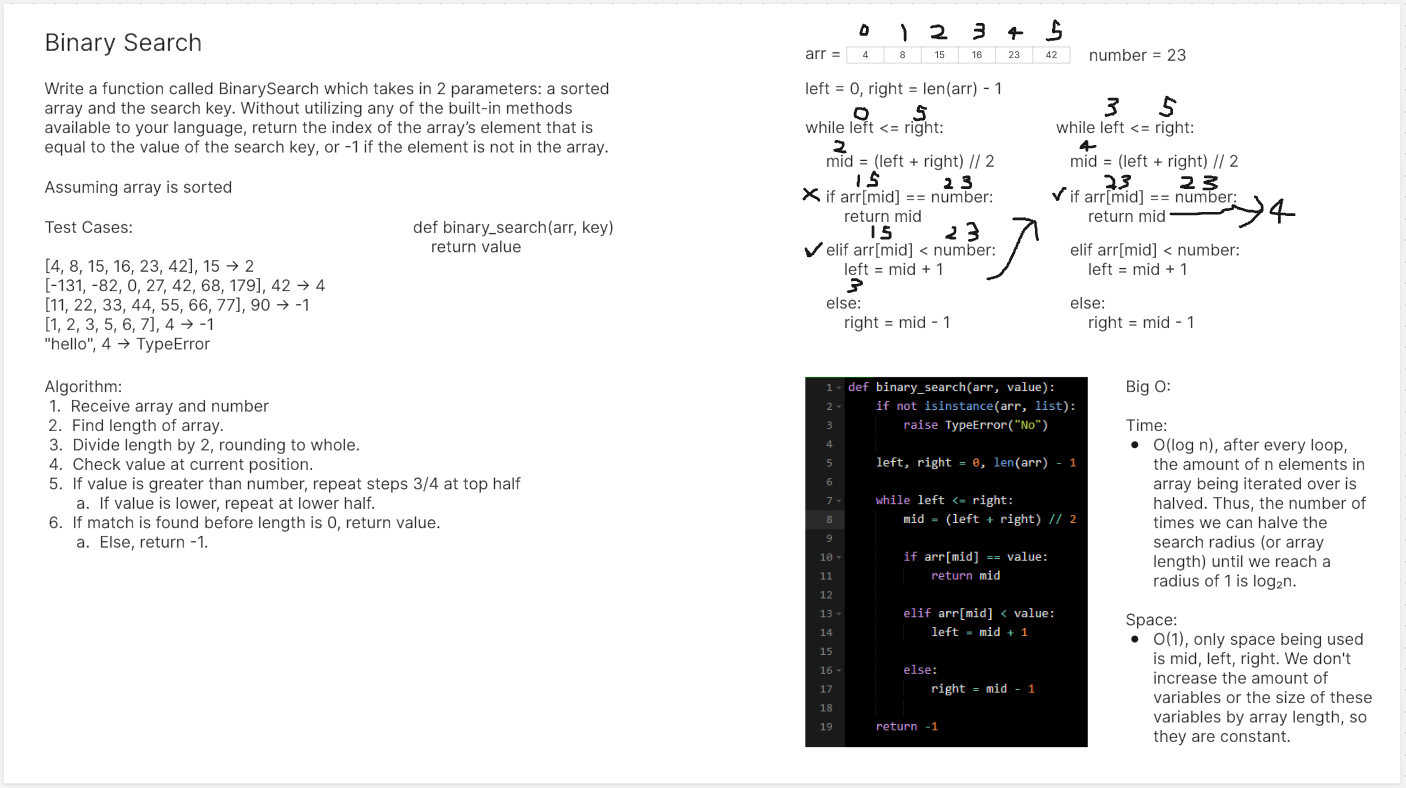 Binary Search
Write a function called BinarySearch which takes in 2 parameters: a sorted
array and the search key. Without utilizing any of the built-in methods
available to your language, return the index of the array's element that is
equal to the value of the search key, or -1 if the element is not in the array.
Assuming array is sorted
Test Cases:
def binary_search(arr, key)
return value
[4, 8, 15, 16, 23, 42], 15 → 2
[-131, -82, 0, 27, 42, 68, 179], 42 → 4
[11, 22, 33, 44, 55, 66, 77], 90 → -1
[1, 2, 3, 5, 6, 7], 4 → -1
"hello", 4 → TypeError
Algorithm:
1. Receive array and number
2. Find length of array.
3. Divide length by 2, rounding to whole.
4. Check value at current position.
5. If value is greater than number, repeat steps 3/4 at top half
a. If value is lower, repeat at lower half.
6. If match is found before length is 0, return value.
a. Else, return -1.
0 1 2 3 4 5
arr = 4 8 15 16 23 42 number = 23
left = 0, right = len(arr) - 1
0 5
while left <= right:
2
mid = (left + right) // 2
15 23
✗ if arr[mid] == number:
return mid
15 23
✓ elif arr[mid] < number:
left = mid + 1
3
else:
right = mid - 1
3 5
while left <= right:
4
mid = (left + right) // 2
23 23
✓ if arr[mid] == number:
return mid → 4
elif arr[mid] < number:
left = mid + 1
else:
right = mid - 1
1 def binary_search(arr, value):
2 if not isinstance(arr, list):
3 raise TypeError("No")
4
5 left, right = 0, len(arr) - 1
6
7 while left <= right:
8 mid = (left + right) // 2
9
10 if arr[mid] == value:
11 return mid
12
13 elif arr[mid] < value:
14 left = mid + 1
15
16 else:
17 right = mid - 1
18
19 return -1
Big O:
Time:
● O(log n), after every loop,
the amount of n elements in
array being iterated over is
halved. Thus, the number of
times we can halve the
search radius (or array
length) until we reach a
radius of 1 is log₂n.
Space:
● O(1), only space being used
is mid, left, right. We don't
increase the amount of
variables or the size of these
variables by array length, so
they are constant.